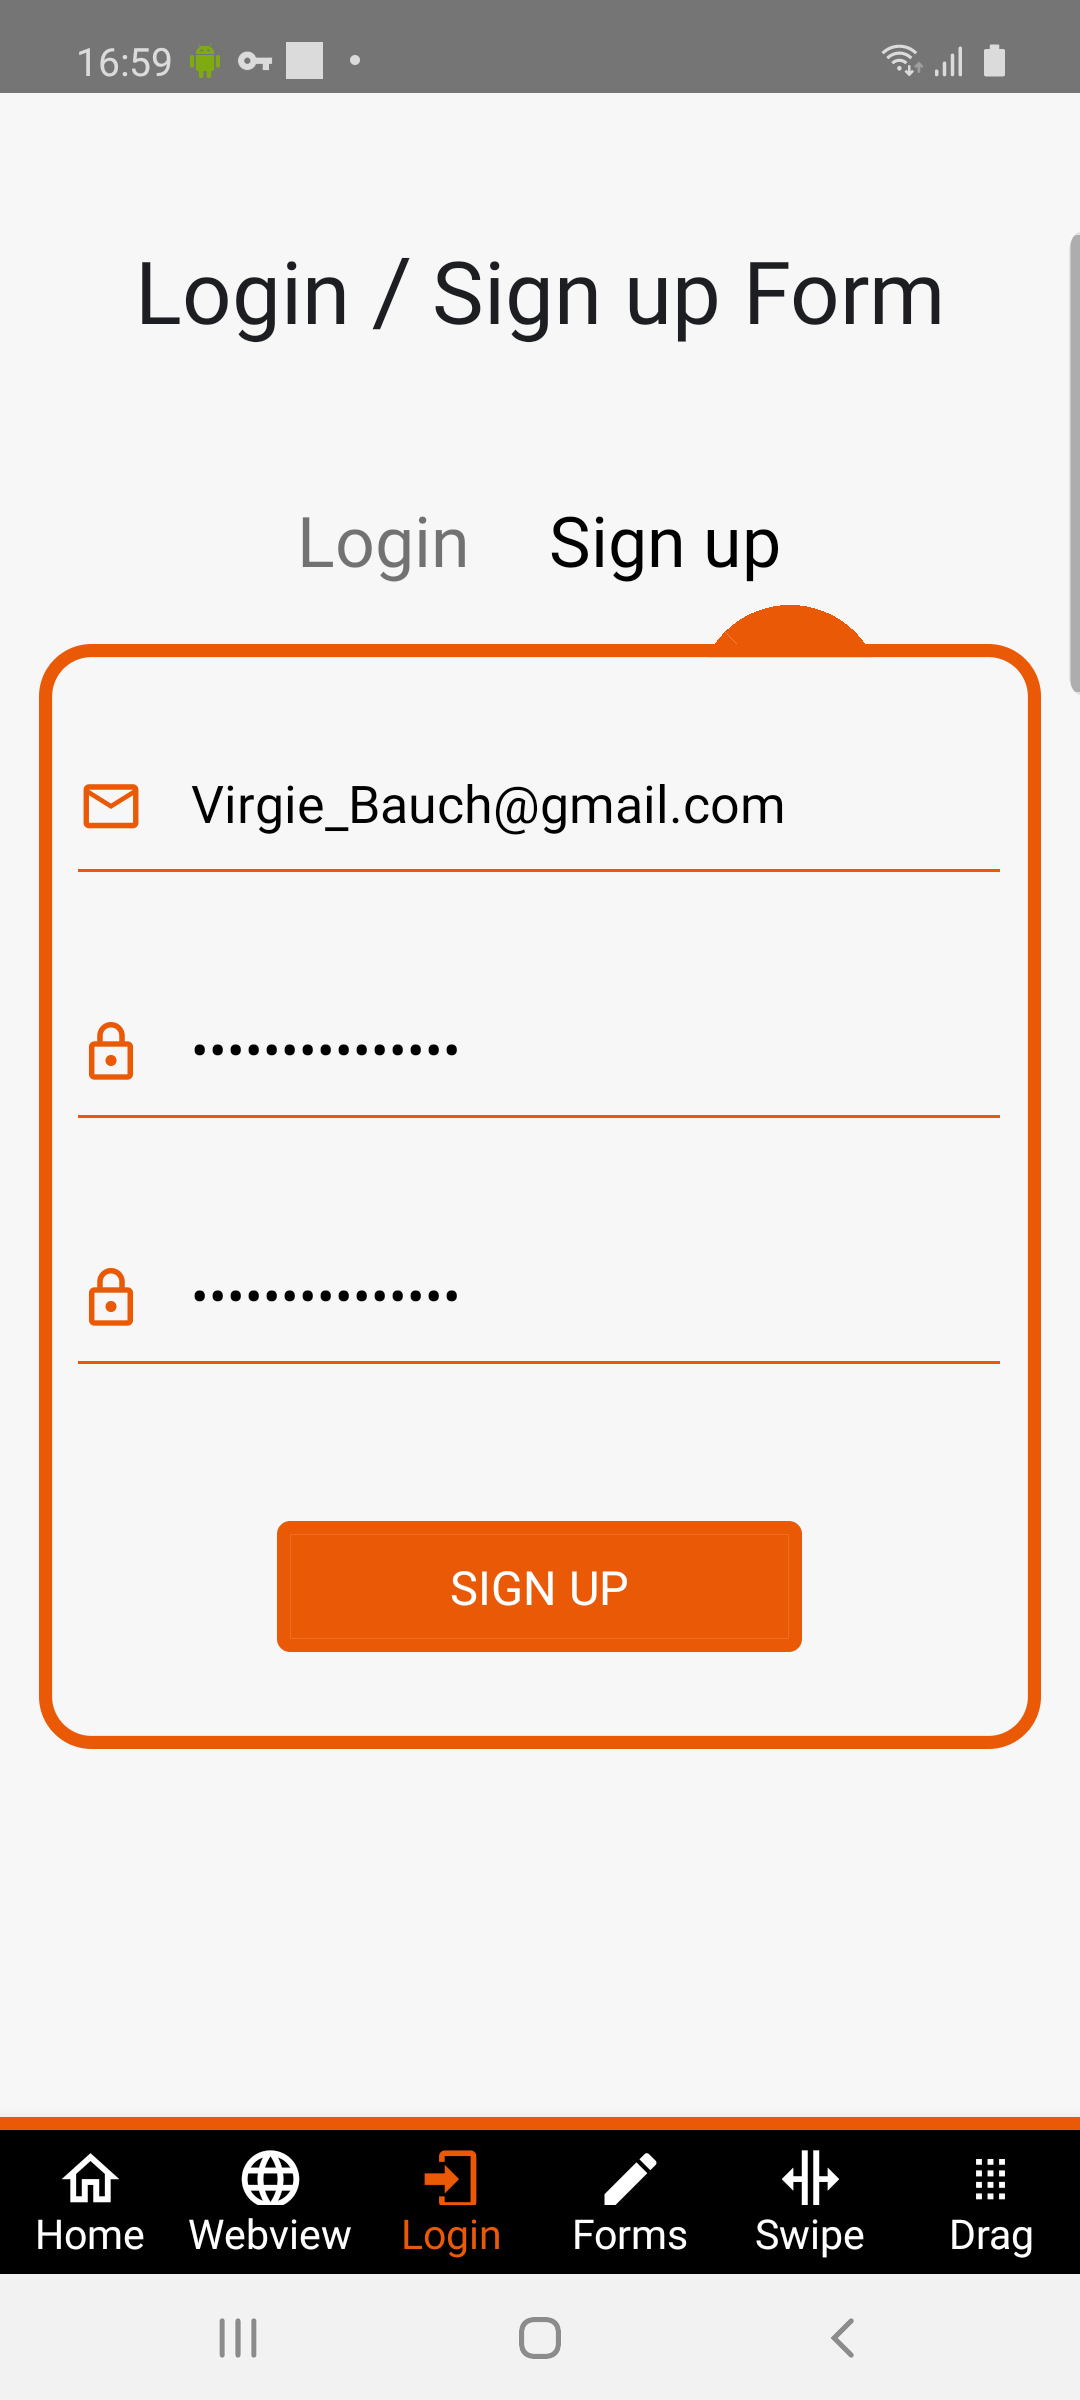 16:59
Login / Sign up Form
Login Sign up
Virgie_Bauch@gmail.com
•••••••••••••••
•••••••••••••••
SIGN UP
Home Webview Login Forms Swipe Drag